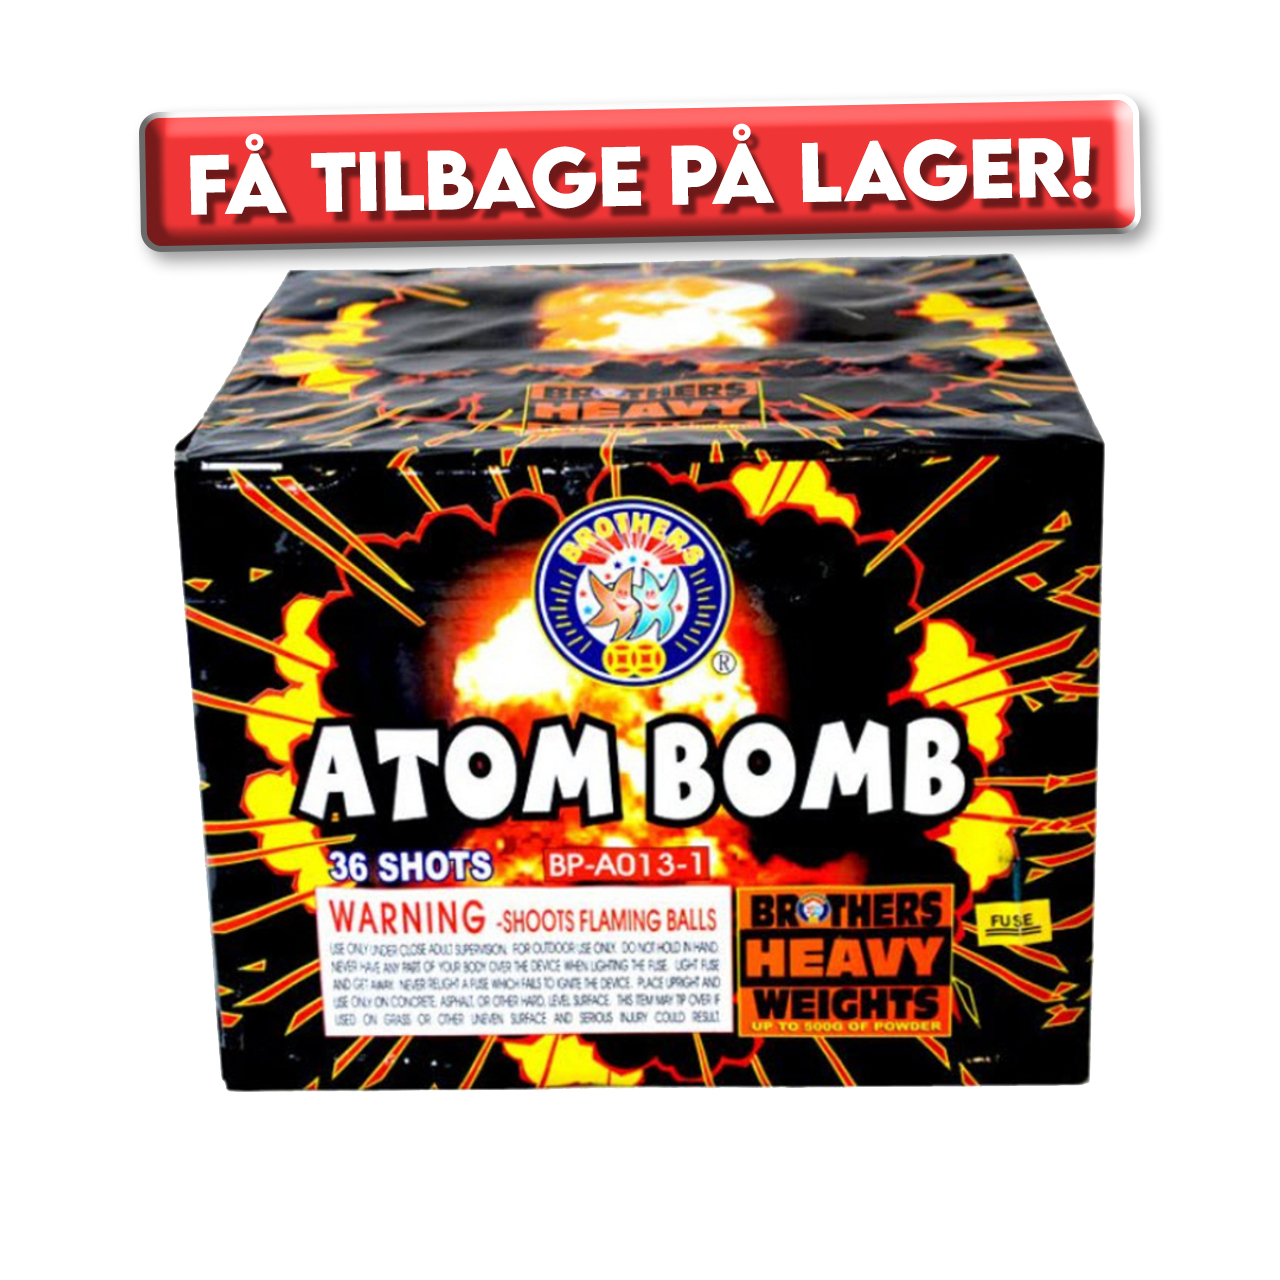 FÅ TILBAGE PÅ LAGER!
BROTHERS
HEAVY
BROTHERS
®
ATOM BOMB
36 SHOTS
BP-A013-1
WARNING -SHOOTS FLAMING BALLS
USE ONLY UNDER CLOSE ADULT SUPERVISION. FOR OUTDOOR USE ONLY. DO NOT HOLD IN HAND.
NEVER HAVE ANY PART OF YOUR BODY OVER THE DEVICE WHEN LIGHTING THE FUSE. LIGHT FUSE
AND GET AWAY. NEVER RELIGHT A FUSE WHICH FAILS TO IGNITE THE DEVICE. PLACE UPRIGHT AND
USE ONLY ON CONCRETE, ASPHALT, OR OTHER HARD, LEVEL SURFACE. THIS ITEM MAY TIP OVER IF
USED ON GRASS OR OTHER UNEVEN SURFACE AND SERIOUS INJURY COULD RESULT.
BROTHERS
HEAVY
WEIGHTS
UP TO 500G OF POWDER
FUSE